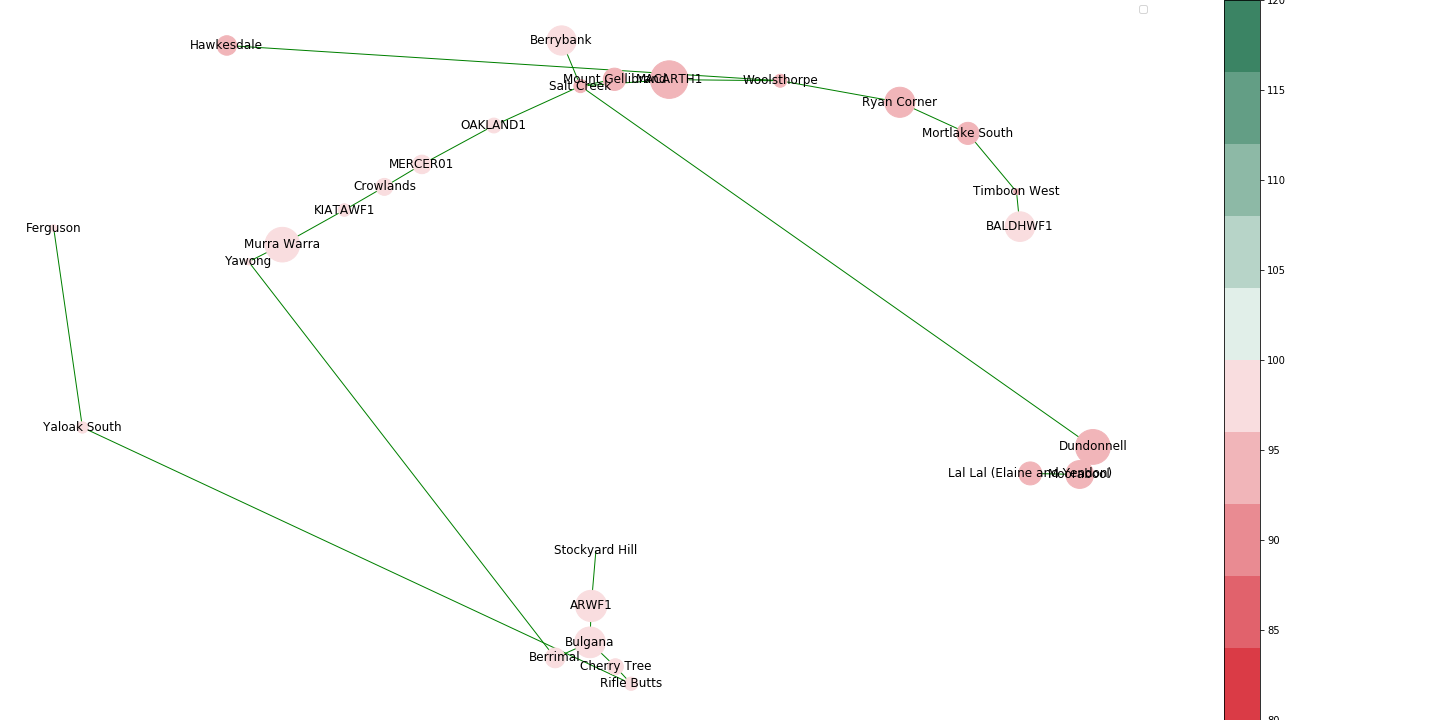 120
Berrybank
Hawkesdale
Mount Gellibrand
MACARTH1
Woolsthorpe
Salt Creek
115
Ryan Corner
OAKLAND1
Mortlake South
MERCER01
110
Crowlands
Timboon West
KIATAWF1
BALDHWF1
Ferguson
Murra Warra
Yawong
105
100
Yaloak South
Dundonnell
95
Lal Lal (Elaine and Yendon)
Moorabool
90
Stockyard Hill
ARWF1
85
Bulgana
Berrimal
Cherry Tree
Rifle Butts
80